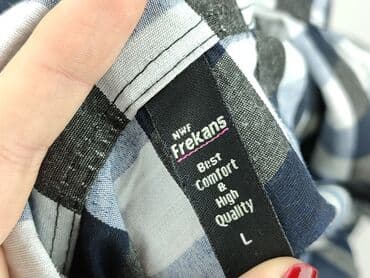 NWF
Frekans
Best
Comfort
&
High
Quality
L